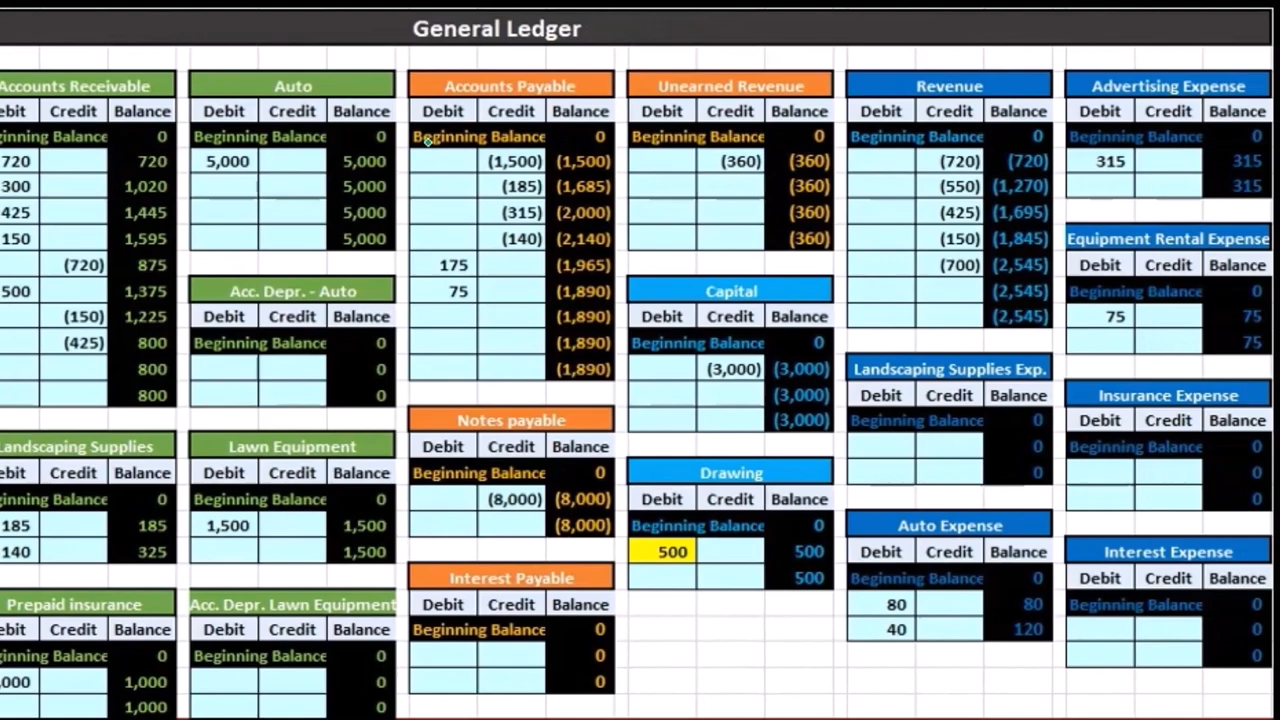 General Ledger
Accounts Receivable
ebit Credit Balance
ginning Balance 0
720 720
300 1,020
425 1,445
150 1,595
(720) 875
500 1,375
(150) 1,225
(425) 800
800
800
Landscaping Supplies
ebit Credit Balance
ginning Balance 0
185 185
140 325
Prepaid insurance
ebit Credit Balance
ginning Balance 0
,000 1,000
1,000
Auto
Debit Credit Balance
Beginning Balance 0
5,000 5,000
5,000
5,000
5,000
Acc. Depr. - Auto
Debit Credit Balance
Beginning Balance 0
0
0
Lawn Equipment
Debit Credit Balance
Beginning Balance 0
1,500 1,500
1,500
Acc. Depr. Lawn Equipment
Debit Credit Balance
Beginning Balance 0
0
0
Accounts Payable
Debit Credit Balance
Beginning Balance 0
(1,500) (1,500)
(185) (1,685)
(315) (2,000)
(140) (2,140)
175 (1,965)
75 (1,890)
(1,890)
(1,890)
(1,890)
Notes payable
Debit Credit Balance
Beginning Balance 0
(8,000) (8,000)
(8,000)
Interest Payable
Debit Credit Balance
Beginning Balance 0
0
0
Unearned Revenue
Debit Credit Balance
Beginning Balance 0
(360) (360)
(360)
(360)
(360)
Capital
Debit Credit Balance
Beginning Balance 0
(3,000) (3,000)
(3,000)
(3,000)
Drawing
Debit Credit Balance
Beginning Balance 0
500 500
500
Revenue
Debit Credit Balance
Beginning Balance 0
(720) (720)
(550) (1,270)
(425) (1,695)
(150) (1,845)
(700) (2,545)
(2,545)
(2,545)
Landscaping Supplies Exp.
Debit Credit Balance
Beginning Balance 0
0
0
Auto Expense
Debit Credit Balance
Beginning Balance 0
80 80
40 120
Advertising Expense
Debit Credit Balance
Beginning Balance 0
315 315
315
Equipment Rental Expense
Debit Credit Balance
Beginning Balance 0
75 75
75
Insurance Expense
Debit Credit Balance
Beginning Balance 0
0
0
Interest Expense
Debit Credit Balance
Beginning Balance 0
0
0